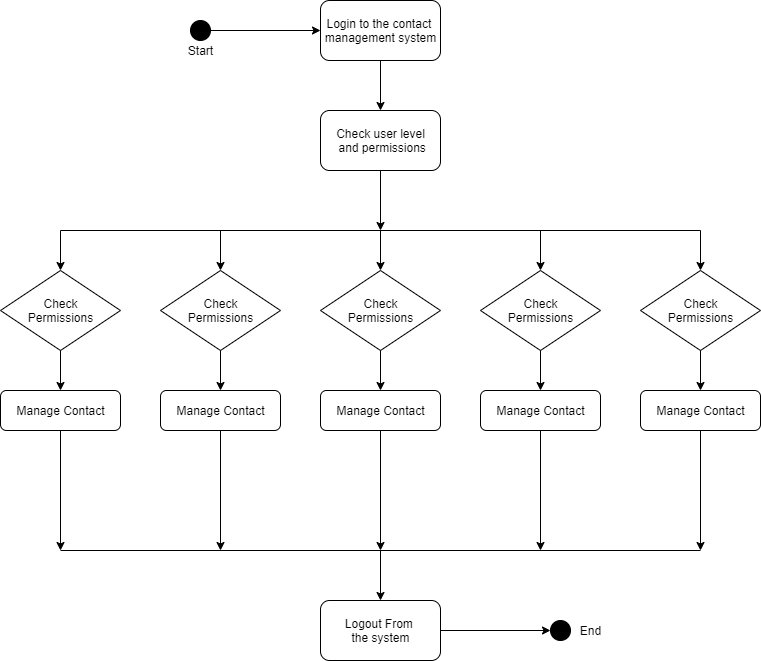 Login to the contact
management system
Start
Check user level
and permissions
Check
Permissions
Check
Permissions
Check
Permissions
Check
Permissions
Check
Permissions
Manage Contact
Manage Contact
Manage Contact
Manage Contact
Manage Contact
Logout From
the system
End